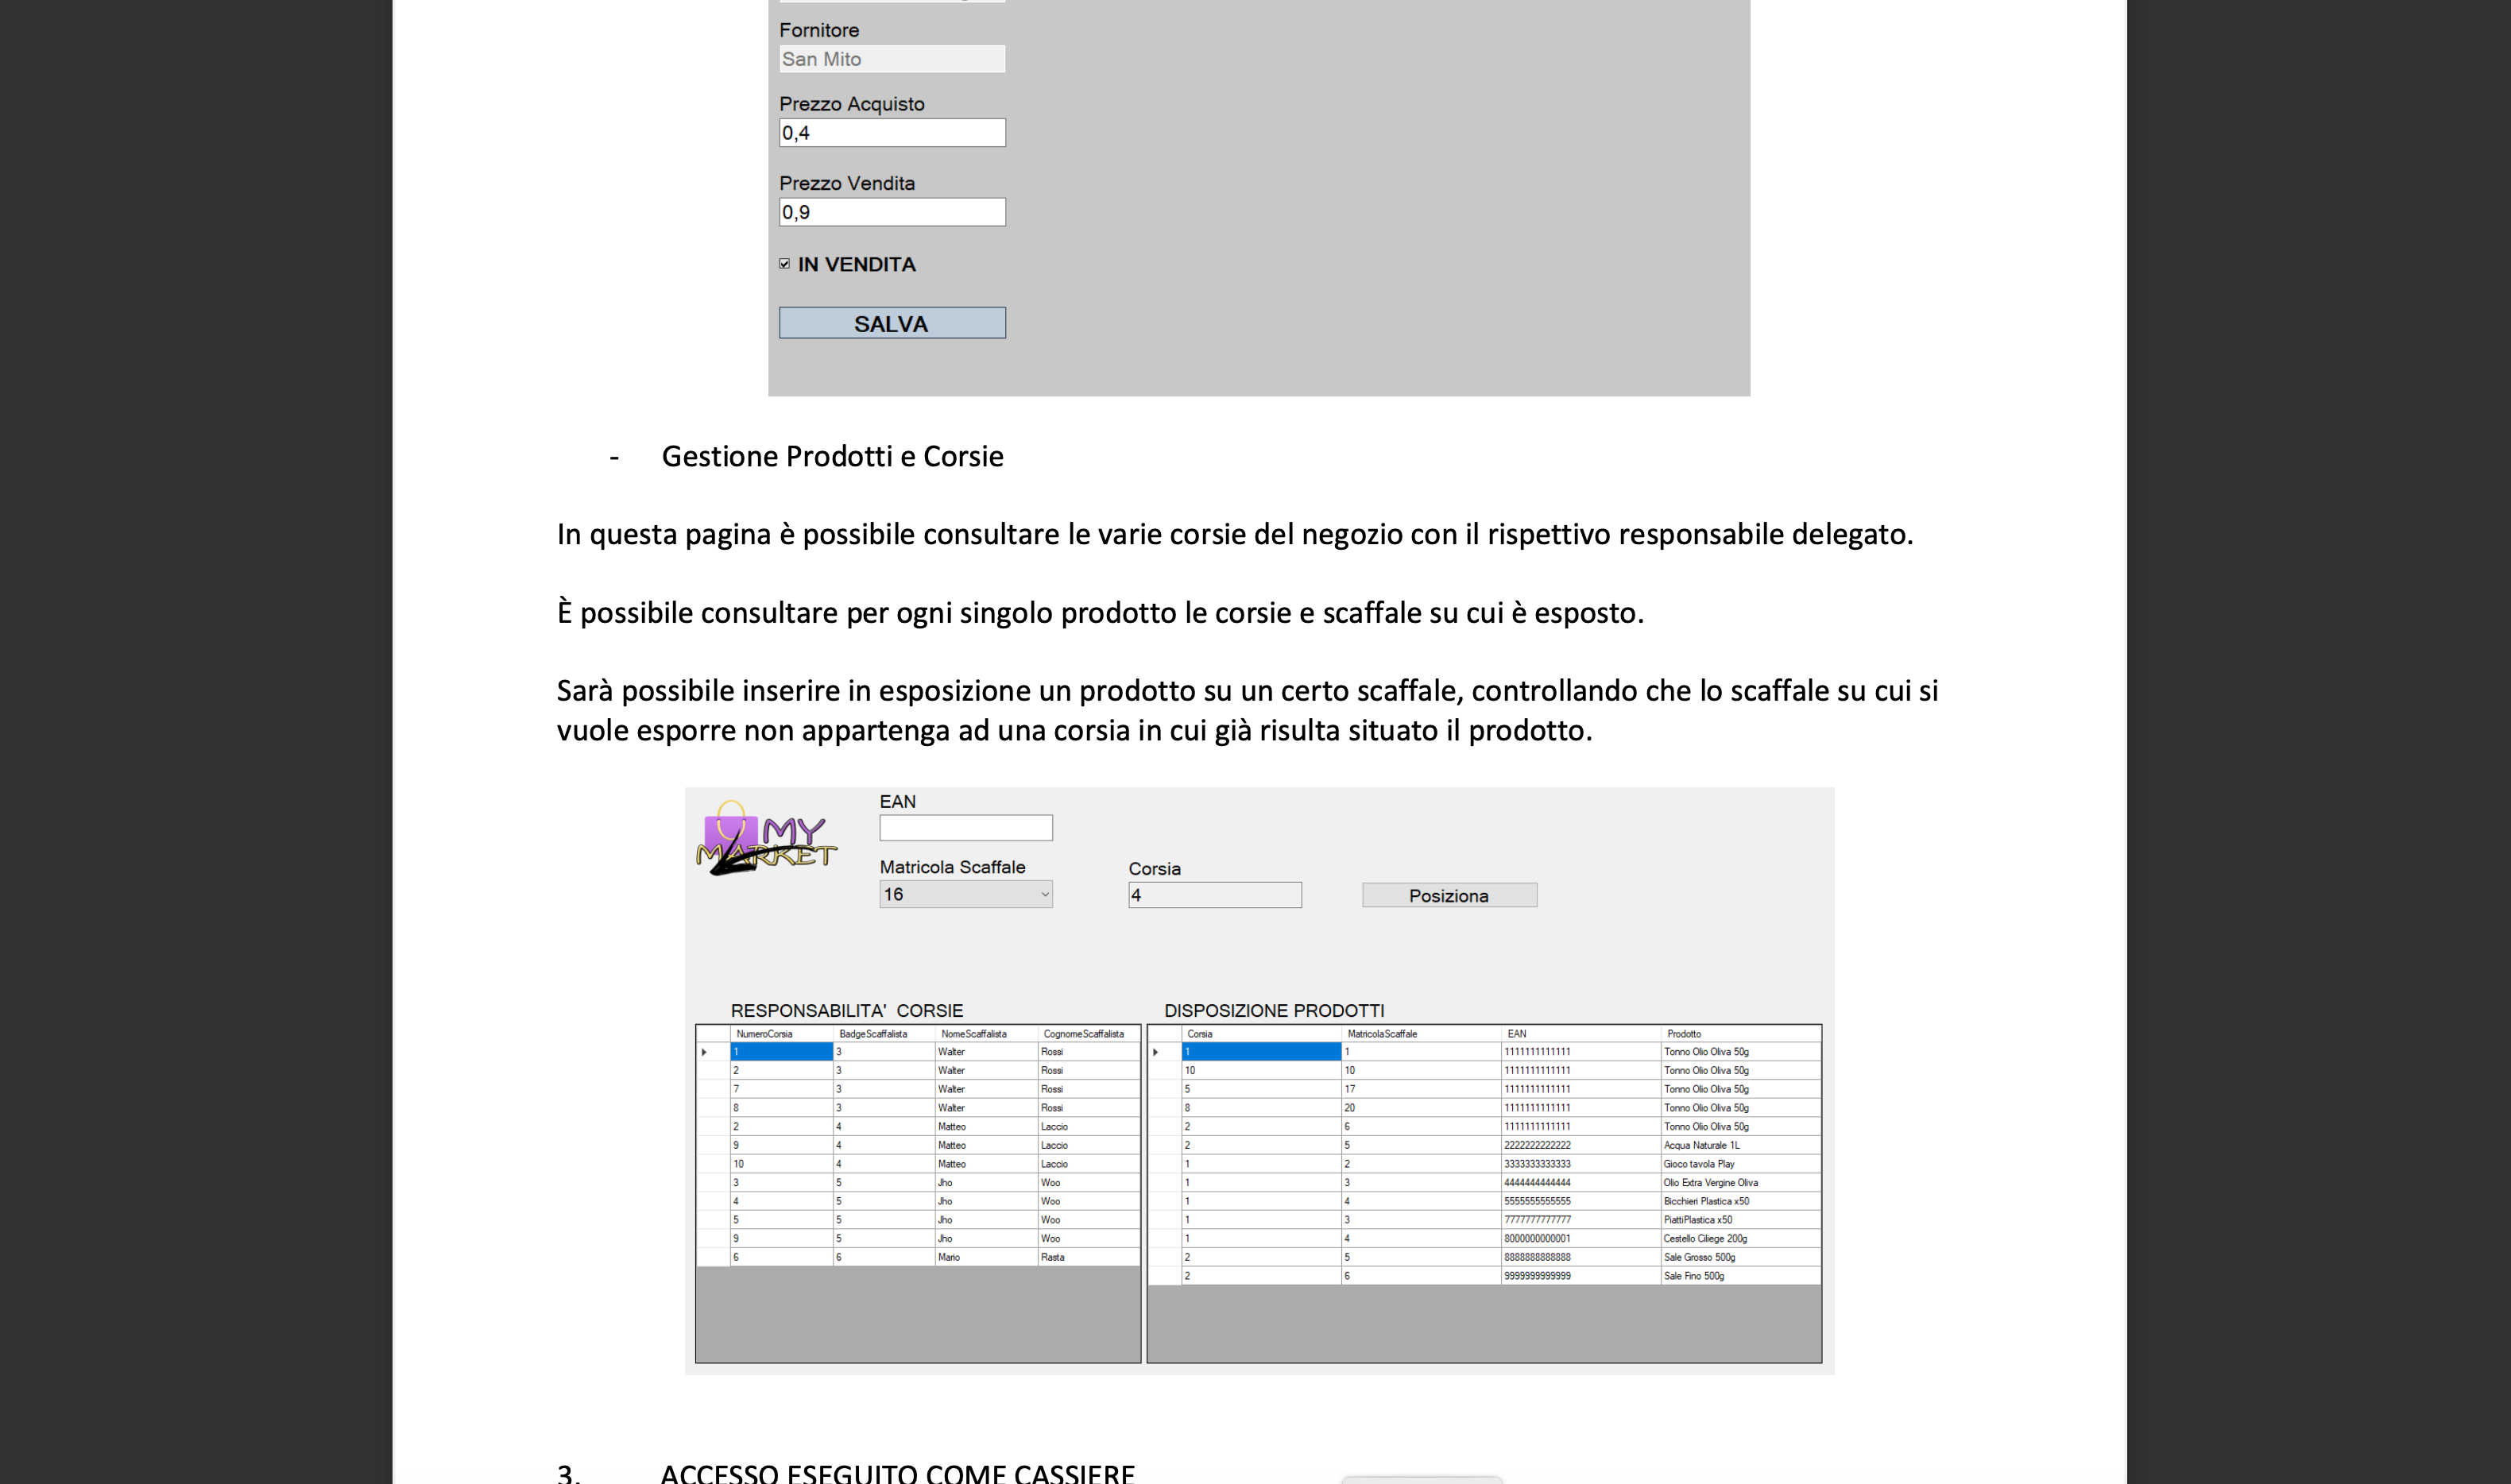 Fornitore
San Mito
Prezzo Acquisto
0,4
Prezzo Vendita
0,9
IN VENDITA
SALVA
- Gestione Prodotti e Corsie
In questa pagina è possibile consultare le varie corsie del negozio con il rispettivo responsabile delegato.
È possibile consultare per ogni singolo prodotto le corsie e scaffale su cui è esposto.
Sarà possibile inserire in esposizione un prodotto su un certo scaffale, controllando che lo scaffale su cui si
vuole esporre non appartenga ad una corsia in cui già risulta situato il prodotto.
MY
MARKET
EAN
Matricola Scaffale
16
Corsia
4
Posiziona
RESPONSABILITA' CORSIE
NumeroCorsia BadgeScaffalista NomeScaffalista CognomeScaffalista
1 3 Walter Rossi
2 3 Walter Rossi
7 3 Walter Rossi
8 3 Walter Rossi
2 4 Matteo Laccio
9 4 Matteo Laccio
10 4 Matteo Laccio
3 5 Jho Woo
4 5 Jho Woo
5 5 Jho Woo
9 5 Jho Woo
6 6 Mario Rasta
DISPOSIZIONE PRODOTTI
Corsia MatricolaScaffale EAN Prodotto
1 1 1111111111111 Tonno Olio Oliva 50g
10 10 1111111111111 Tonno Olio Oliva 50g
5 17 1111111111111 Tonno Olio Oliva 50g
8 20 1111111111111 Tonno Olio Oliva 50g
2 6 1111111111111 Tonno Olio Oliva 50g
2 5 2222222222222 Acqua Naturale 1L
1 2 3333333333333 Gioco tavola Play
1 3 4444444444444 Olio Extra Vergine Oliva
1 4 5555555555555 Bicchieri Plastica x50
1 3 7777777777777 PiattiPlastica x50
1 4 8000000000001 Cestello Ciliege 200g
2 5 8888888888888 Sale Grosso 500g
2 6 9999999999999 Sale Fino 500g
3. ACCESSO ESEGUITO COME CASSIERE